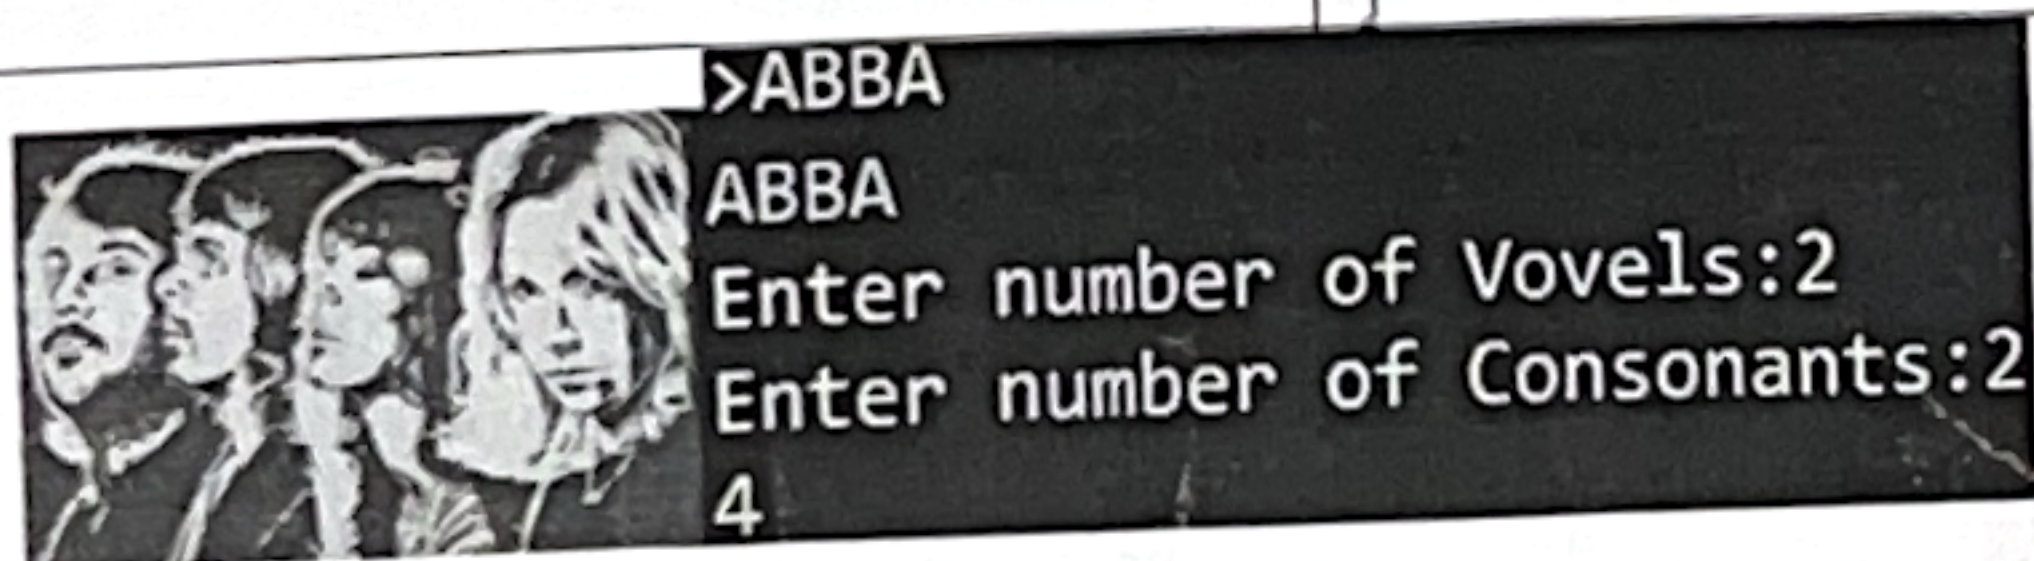 >ABBA
ABBA
Enter number of Vovels:2
Enter number of Consonants:2
4